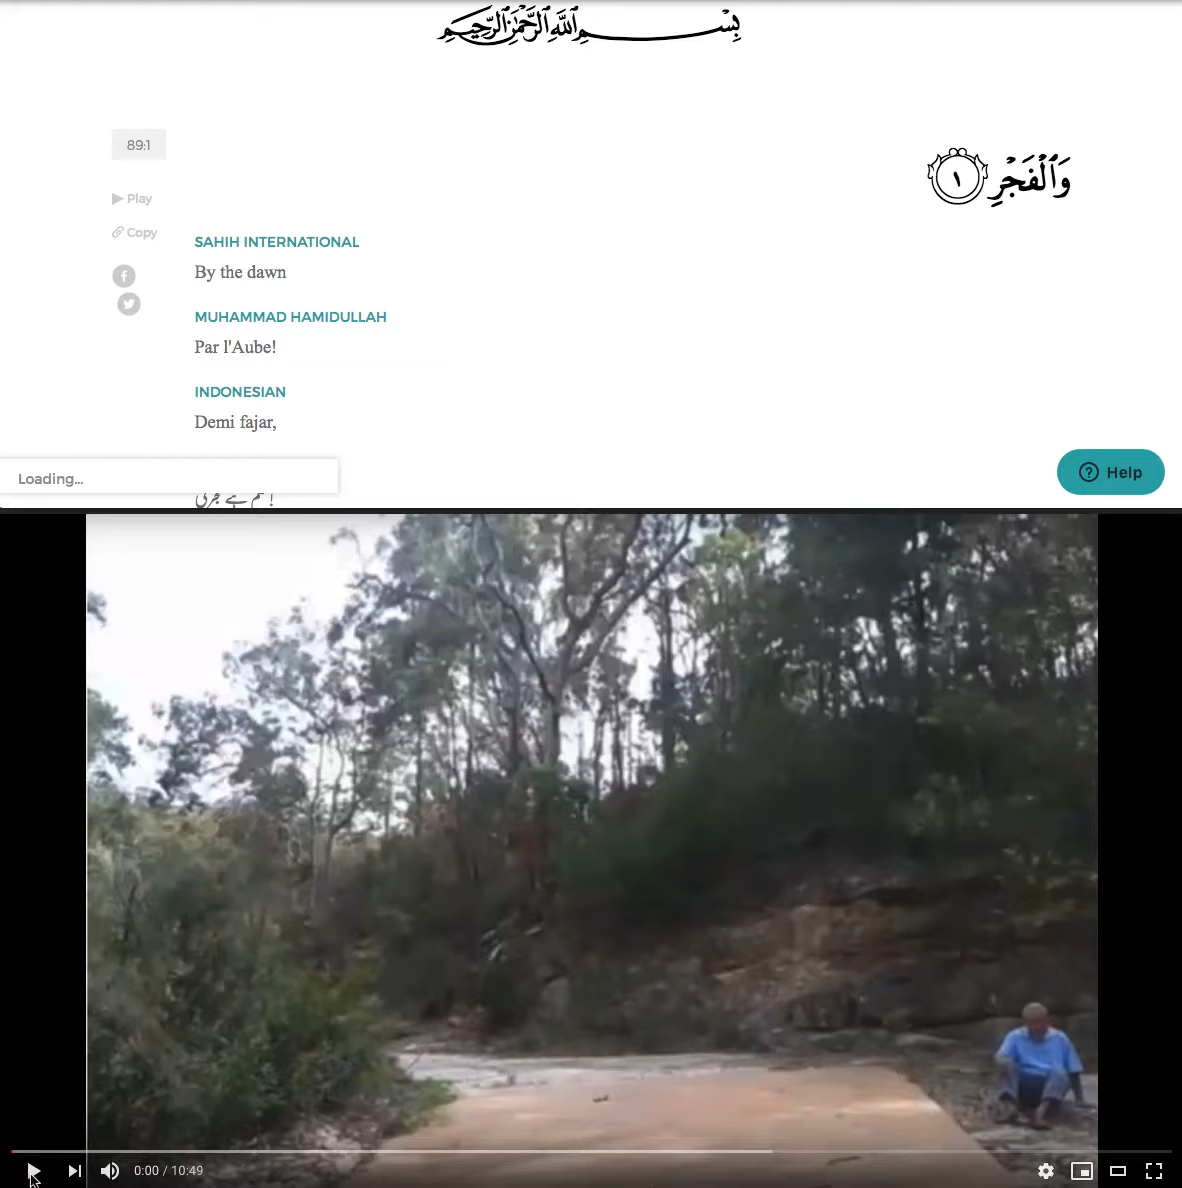 بِسْمِ ٱللَّهِ ٱلرَّحْمَٰنِ ٱلرَّحِيمِ
89:1
وَٱلْفَجْرِ ١
Play
Copy
SAHIH INTERNATIONAL
By the dawn
MUHAMMAD HAMIDULLAH
Par l'Aube!
INDONESIAN
Demi fajar,
Loading...
Help
0:00 / 10:49